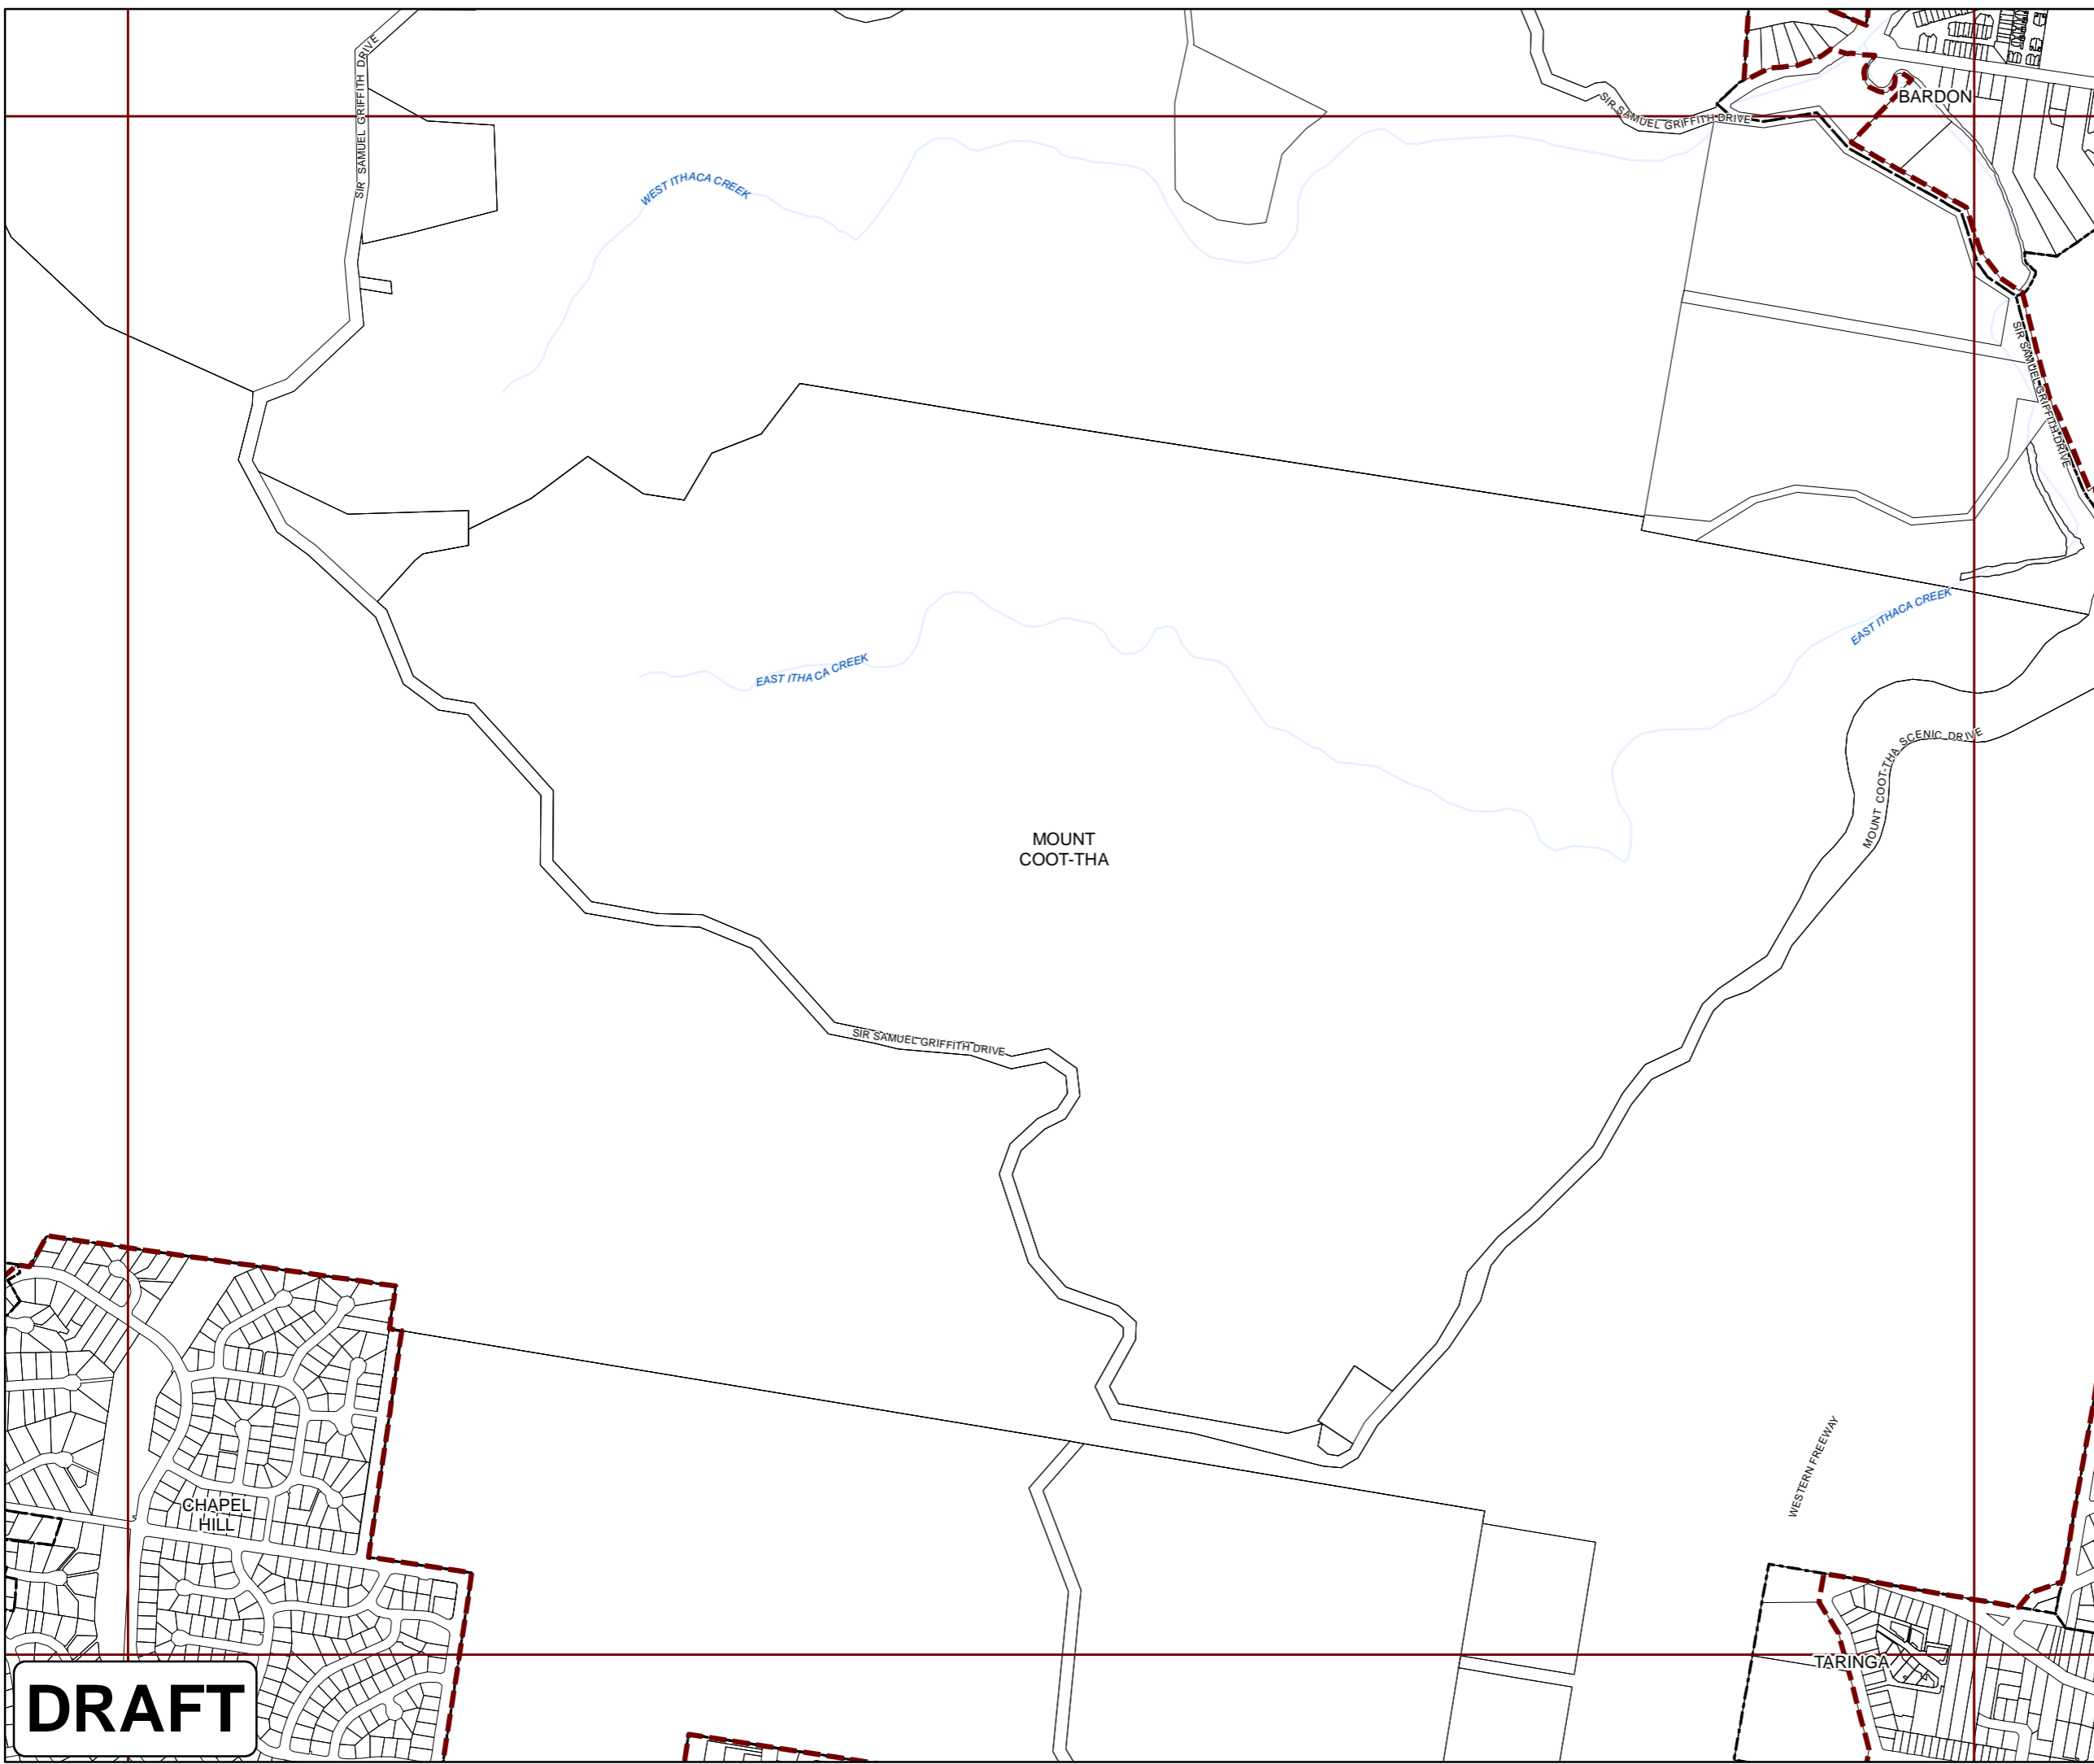 SIR SAMUEL GRIFFITH DRIVE
BARDON
SIR SAMUEL GRIFFITH DRIVE
WEST ITHACA CREEK
SIR SAMUEL GRIFFITH DRIVE
EAST ITHACA CREEK
EAST ITHACA CREEK
MOUNT COOT-THA SCENIC DRIVE
MOUNT
COOT-THA
SIR SAMUEL GRIFFITH DRIVE
WESTERN FREEWAY
CHAPEL
HILL
TARINGA
DRAFT